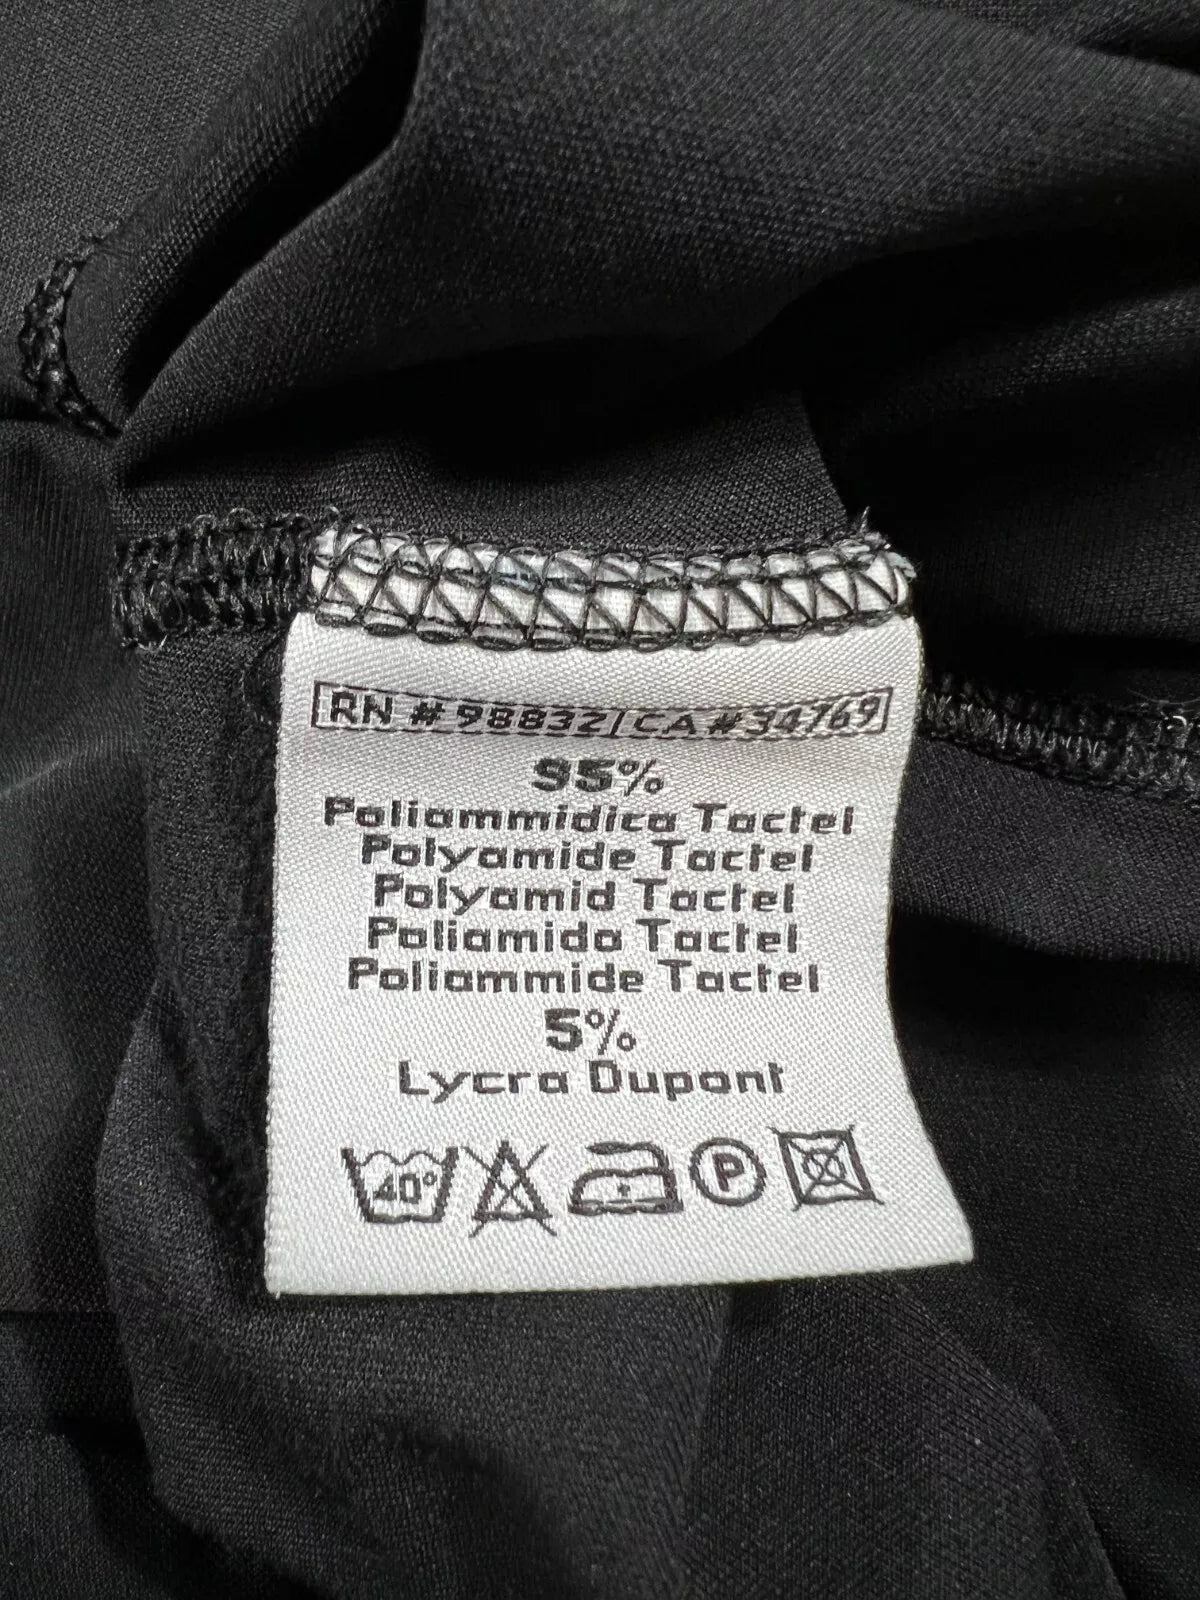 RN # 98832 | CA # 34769
95%
Poliammidica Tactel
Polyamide Tactel
Polyamid Tactel
Poliamida Tactel
Poliammide Tactel
5%
Lycra Dupont
40° P